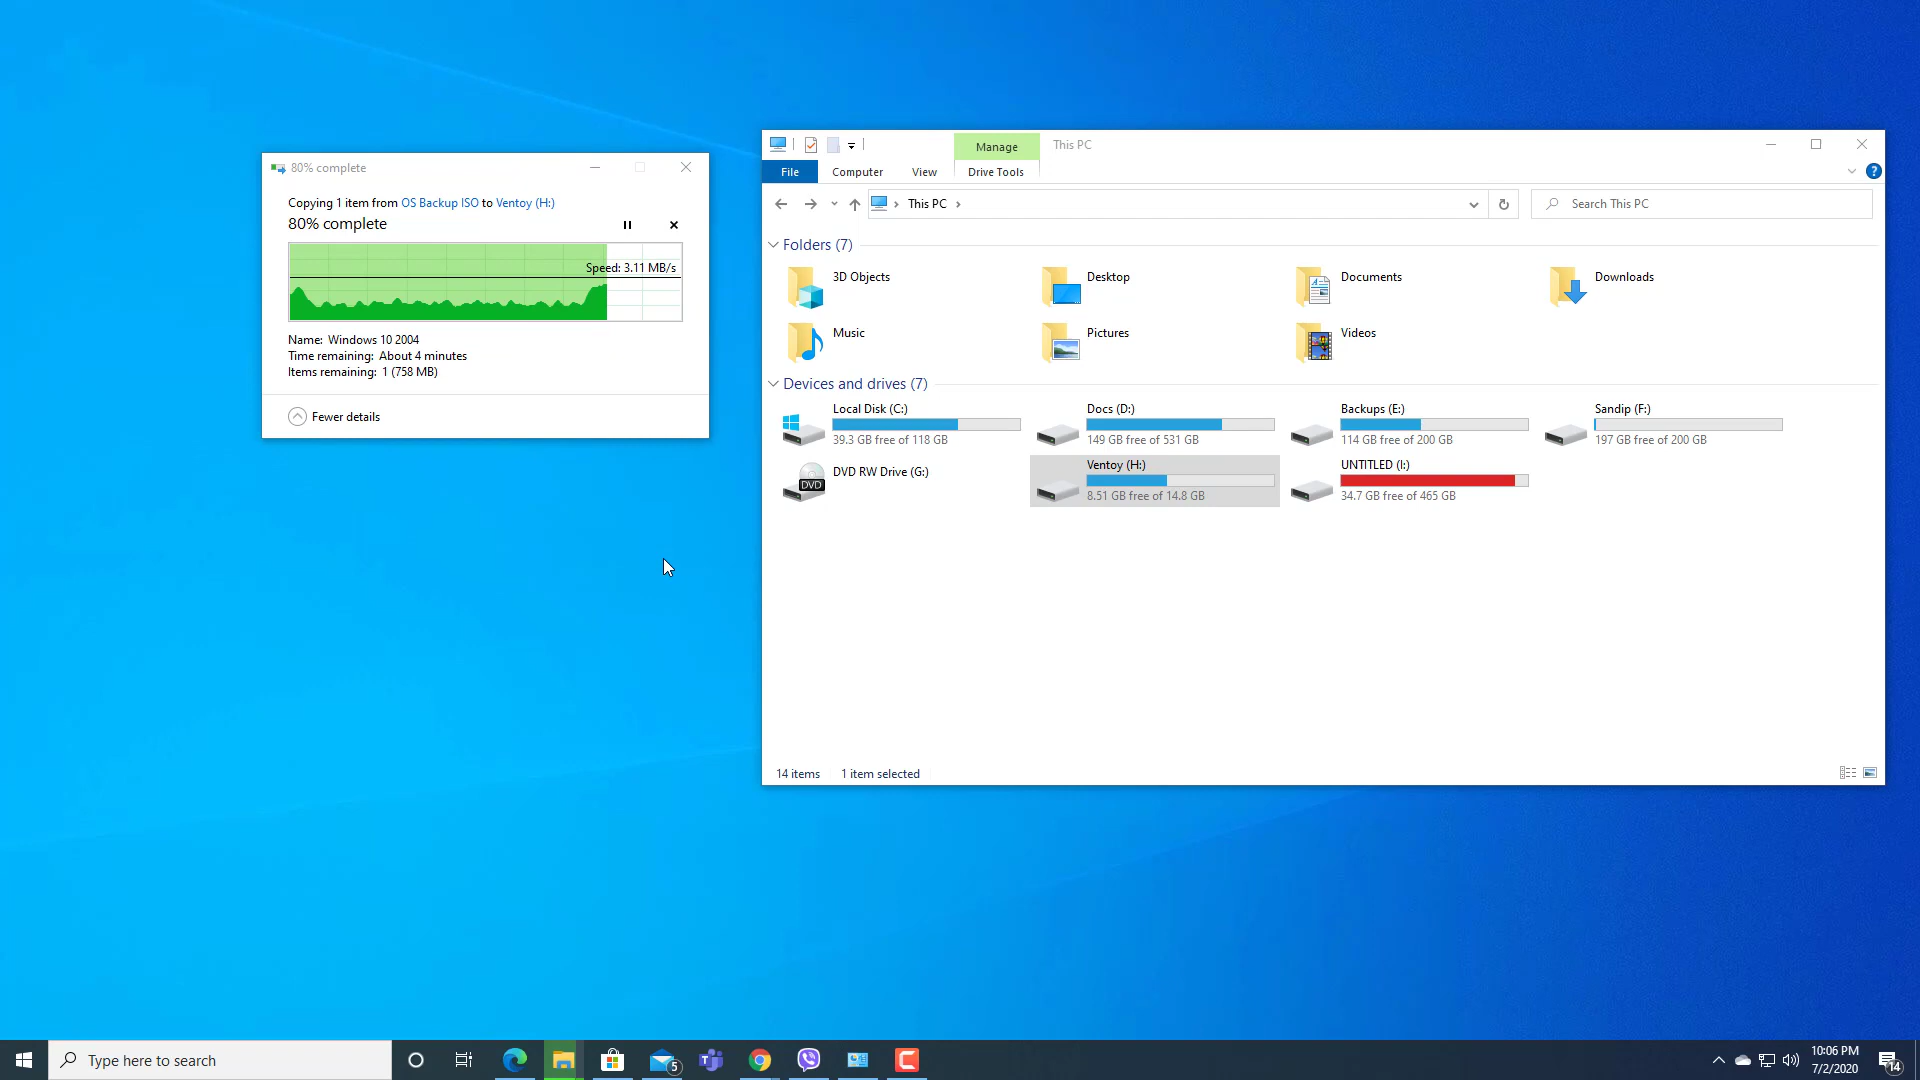 80% complete
Copying 1 item from OS Backup ISO to Ventoy (H:)
80% complete
Speed: 3.11 MB/s
Name: Windows 10 2004
Time remaining: About 4 minutes
Items remaining: 1 (758 MB)
Fewer details
Manage
This PC
File
Computer
View
Drive Tools
This PC
Search This PC
Folders (7)
3D Objects
Desktop
Documents
Downloads
Music
Pictures
Videos
Devices and drives (7)
Local Disk (C:)
39.3 GB free of 118 GB
Docs (D:)
149 GB free of 531 GB
Backups (E:)
114 GB free of 200 GB
Sandip (F:)
197 GB free of 200 GB
DVD RW Drive (G:)
DVD
Ventoy (H:)
8.51 GB free of 14.8 GB
UNTITLED (I:)
34.7 GB free of 465 GB
14 items
1 item selected
Type here to search
5
10:06 PM
7/2/2020
14